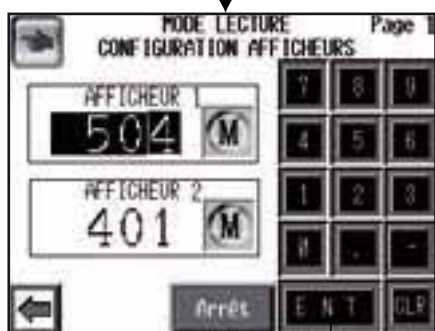 MODE LECTURE Page 1
CONFIGURATION AFFICHEURS
AFFICHEUR 1
504 M
AFFICHEUR 2
401 M
7 8 9
4 5 6
1 2 3
0 . -
Arrêt ENT CLR